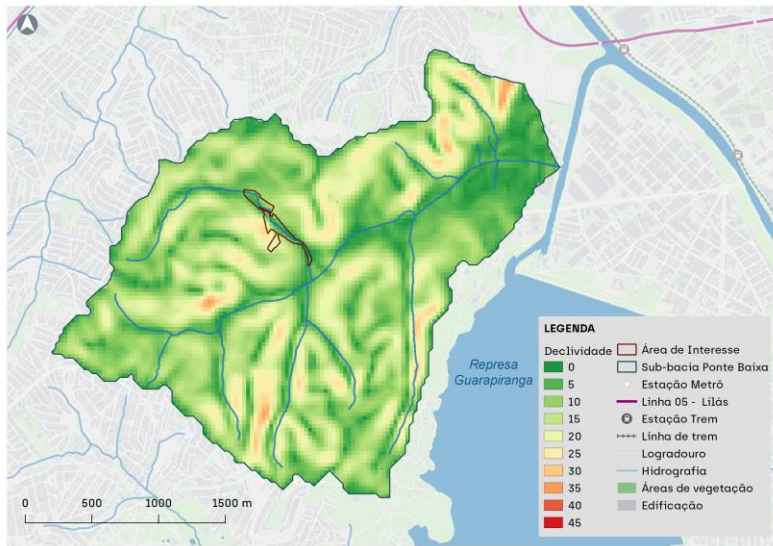 Represa
Guarapiranga
LEGENDA
Declividade
0
5
10
15
20
25
30
35
40
45
Área de Interesse
Sub-bacia Ponte Baixa
Estação Metrô
Linha 05 - Lilás
Estação Trem
Linha de trem
Logradouro
Hidrografia
Áreas de vegetação
Edificação
0 500 1000 1500 m